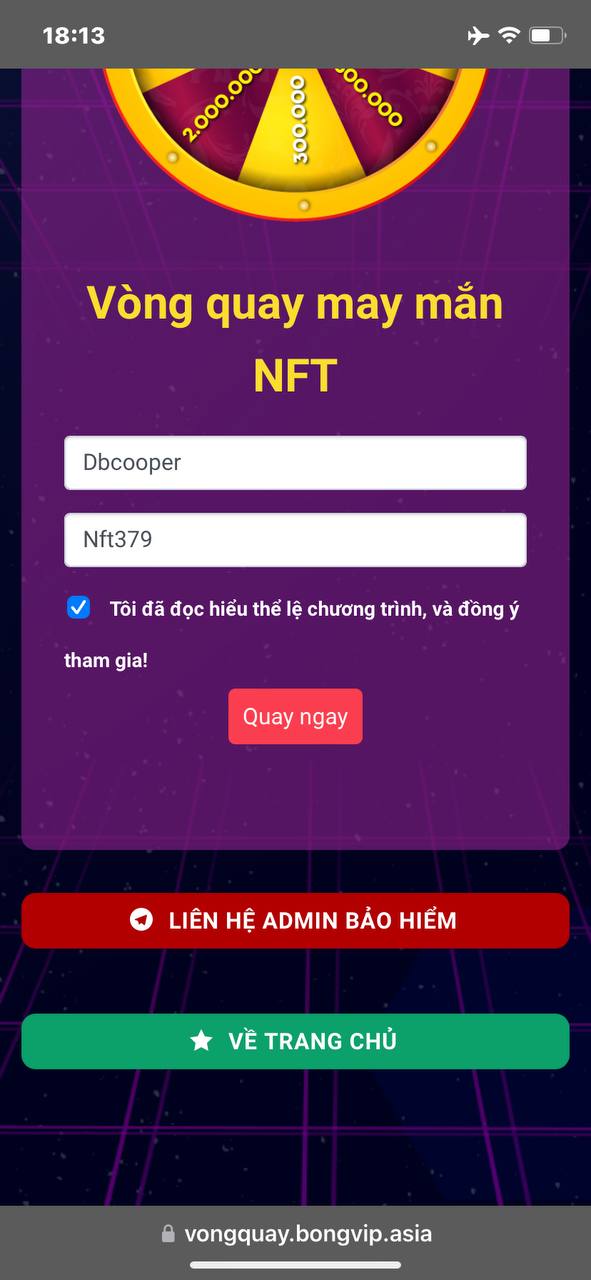 18:13
2.000.000
300.000
00.000
Vòng quay may mắn
NFT
Dbcooper
Nft379
Tôi đã đọc hiểu thể lệ chương trình, và đồng ý
tham gia!
Quay ngay
LIÊN HỆ ADMIN BẢO HIỂM
VỀ TRANG CHỦ
vongquay.bongvip.asia